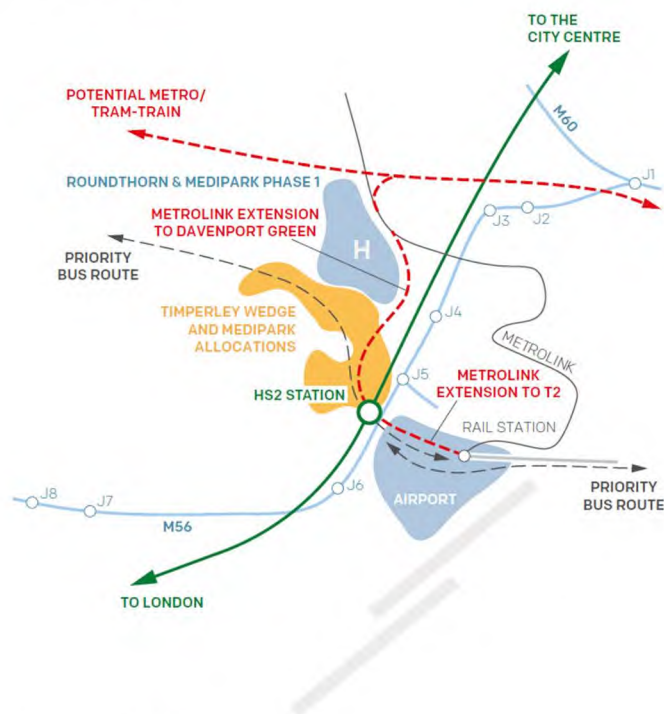 TO THE
CITY CENTRE
POTENTIAL METRO/
TRAM-TRAIN
M60
J1
ROUNDTHORN & MEDIPARK PHASE 1
J3
J2
METROLINK EXTENSION
TO DAVENPORT GREEN
H
PRIORITY
BUS ROUTE
TIMPERLEY WEDGE
AND MEDIPARK
ALLOCATIONS
J4
METROLINK
J5
METROLINK
EXTENSION TO T2
HS2 STATION
RAIL STATION
J8
J7
J6
AIRPORT
PRIORITY
BUS ROUTE
M56
TO LONDON